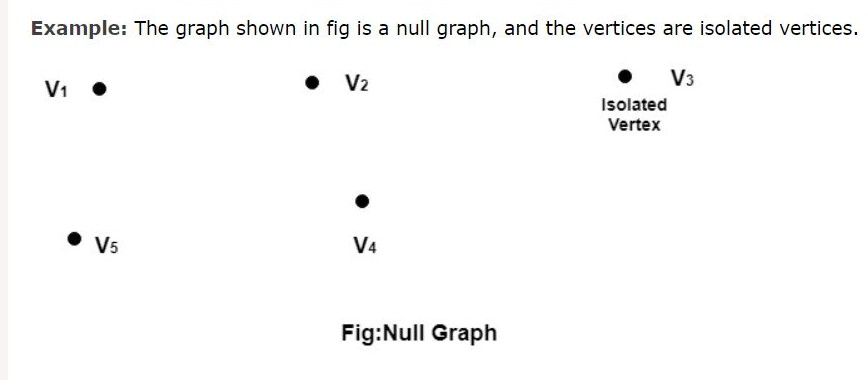 Example: The graph shown in fig is a null graph, and the vertices are isolated vertices.
V1
V2
V3
Isolated
Vertex
V5
V4
Fig:Null Graph